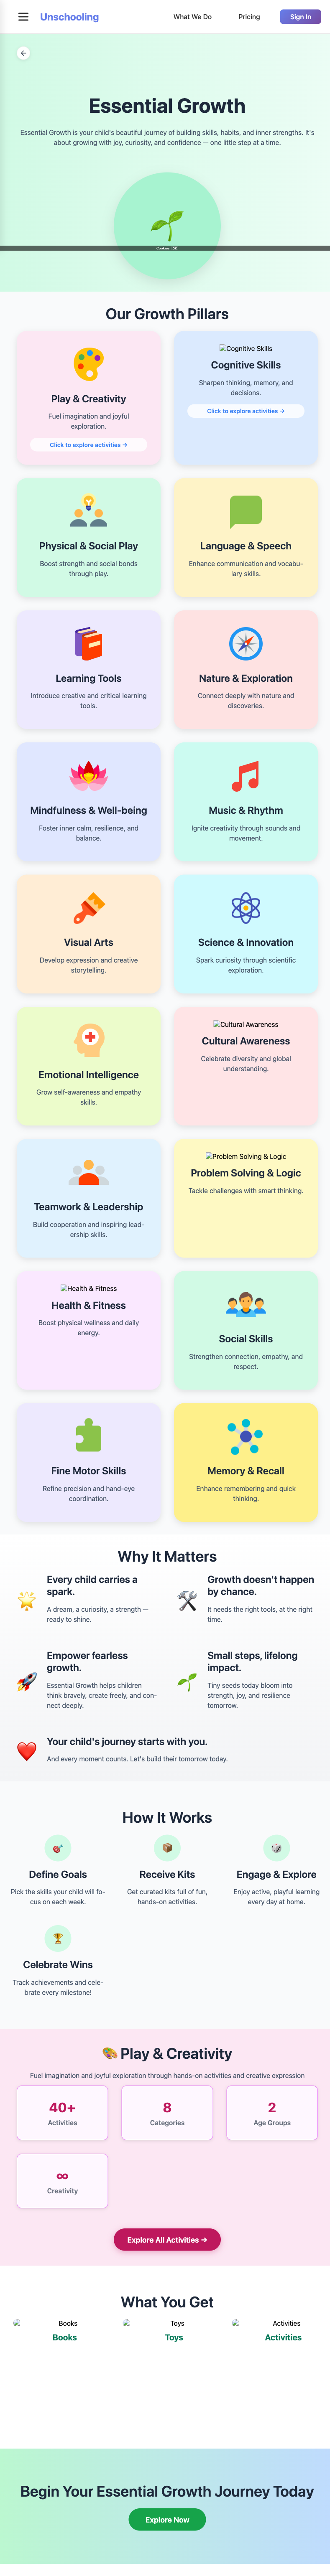 Unschooling
What We Do
Pricing
Sign In
Essential Growth
Essential Growth is your child's beautiful journey of building skills, habits, and inner strengths. It's
about growing with joy, curiosity, and confidence — one little step at a time.
Cookies OK
Our Growth Pillars
Play & Creativity
Fuel imagination and joyful
exploration.
Click to explore activities →
Cognitive Skills
Cognitive Skills
Sharpen thinking, memory, and
decisions.
Click to explore activities →
Physical & Social Play
Boost strength and social bonds
through play.
Language & Speech
Enhance communication and vocabu-
lary skills.
Learning Tools
Introduce creative and critical learning
tools.
Nature & Exploration
Connect deeply with nature and
discoveries.
Mindfulness & Well-being
Foster inner calm, resilience, and
balance.
Music & Rhythm
Ignite creativity through sounds and
movement.
Visual Arts
Develop expression and creative
storytelling.
Science & Innovation
Spark curiosity through scientific
exploration.
Emotional Intelligence
Grow self-awareness and empathy
skills.
Cultural Awareness
Cultural Awareness
Celebrate diversity and global
understanding.
Teamwork & Leadership
Build cooperation and inspiring lead-
ership skills.
Problem Solving & Logic
Problem Solving & Logic
Tackle challenges with smart thinking.
Health & Fitness
Health & Fitness
Boost physical wellness and daily
energy.
Social Skills
Strengthen connection, empathy, and
respect.
Fine Motor Skills
Refine precision and hand-eye
coordination.
Memory & Recall
Enhance remembering and quick
thinking.
Why It Matters
Every child carries a
spark.
A dream, a curiosity, a strength —
ready to shine.
Growth doesn't happen
by chance.
It needs the right tools, at the right
time.
Empower fearless
growth.
Essential Growth helps children
think bravely, create freely, and con-
nect deeply.
Small steps, lifelong
impact.
Tiny seeds today bloom into
strength, joy, and resilience
tomorrow.
Your child's journey starts with you.
And every moment counts. Let's build their tomorrow today.
How It Works
Define Goals
Pick the skills your child will fo-
cus on each week.
Receive Kits
Get curated kits full of fun,
hands-on activities.
Engage & Explore
Enjoy active, playful learning
every day at home.
Celebrate Wins
Track achievements and cele-
brate every milestone!
Play & Creativity
Fuel imagination and joyful exploration through hands-on activities and creative expression
40+
Activities
8
Categories
2
Age Groups
∞
Creativity
Explore All Activities →
What You Get
Books
Books
Toys
Toys
Activities
Activities
Begin Your Essential Growth Journey Today
Explore Now